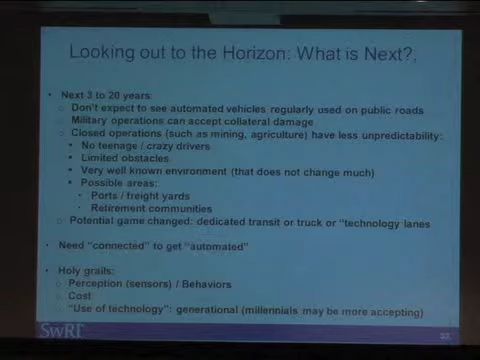 Looking out to the Horizon: What is Next?,
• Next 3 to 20 years:
○ Don't expect to see automated vehicles regularly used on public roads
○ Military operations can accept collateral damage
○ Closed operations (such as mining, agriculture) have less unpredictability:
• No teenage / crazy drivers
• Limited obstacles
• Very well known environment (that does not change much)
• Possible areas:
◦ Ports / freight yards
◦ Retirement communities
○ Potential game changed: dedicated transit or truck or "technology lanes
• Need "connected" to get "automated"
• Holy grails:
○ Perception (sensors) / Behaviors
○ Cost
"Use of technology": generational (millennials may be more accepting)
SwRI